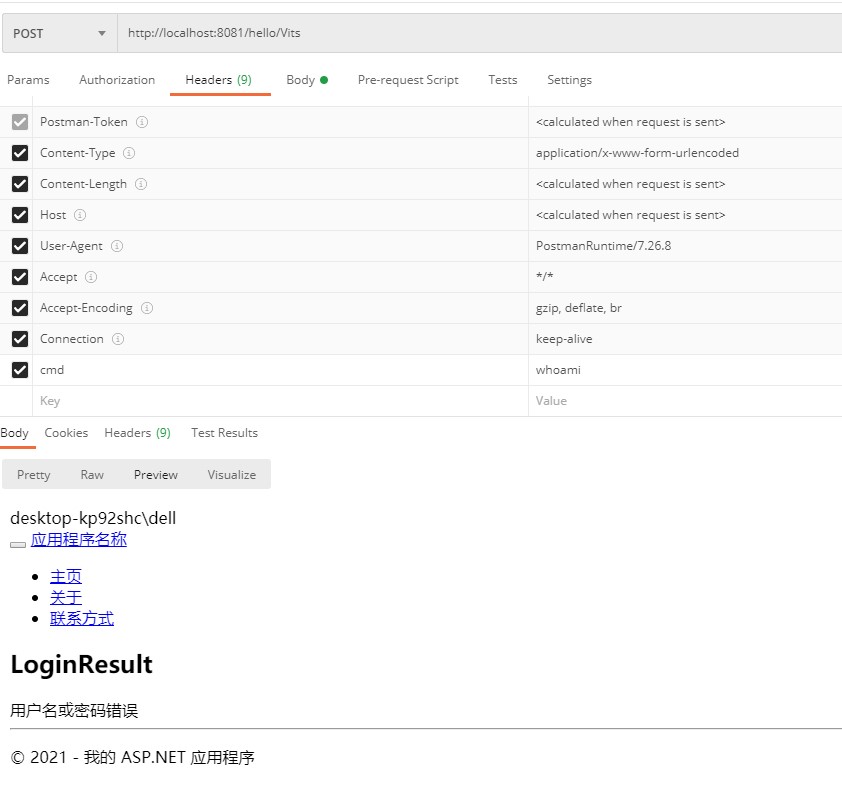 POST http://localhost:8081/hello/Vits
Params Authorization Headers (9) Body Pre-request Script Tests Settings
Postman-Token <calculated when request is sent>
Content-Type application/x-www-form-urlencoded
Content-Length <calculated when request is sent>
Host <calculated when request is sent>
User-Agent PostmanRuntime/7.26.8
Accept */*
Accept-Encoding gzip, deflate, br
Connection keep-alive
cmd whoami
Key Value
Body Cookies Headers (9) Test Results
Pretty Raw Preview Visualize
desktop-kp92shc\dell
应用程序名称
主页
关于
联系方式
LoginResult
用户名或密码错误
© 2021 - 我的 ASP.NET 应用程序